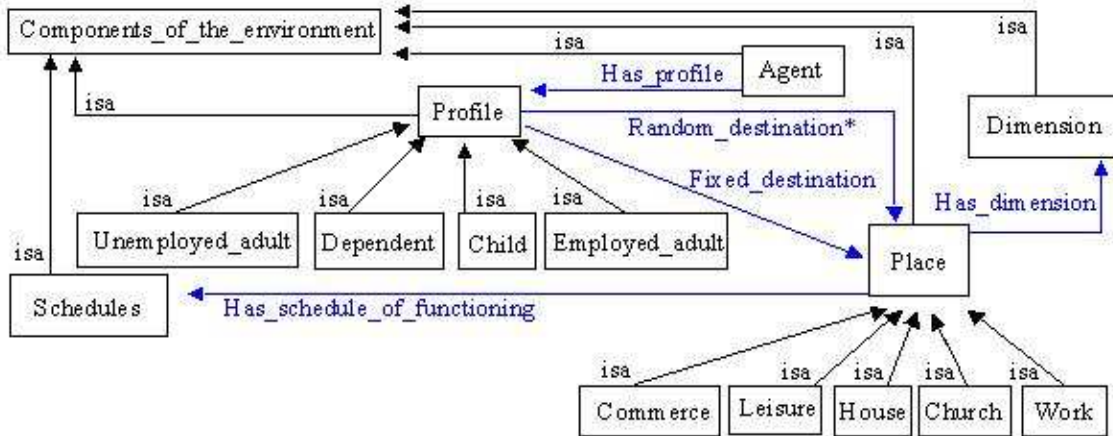 Components_of_the_environment
isa
isa
Agent
Has_profile
isa
Profile
Random_destination*
Dimension
Fixed_destination
Has_dimension
isa
isa
isa
isa
Unemployed_adult
Dependent
Child
Employed_adult
Place
isa
Schedules
Has_schedule_of_functioning
isa
isa
isa
isa
isa
isa
Commerce
Leisure
House
Church
Work